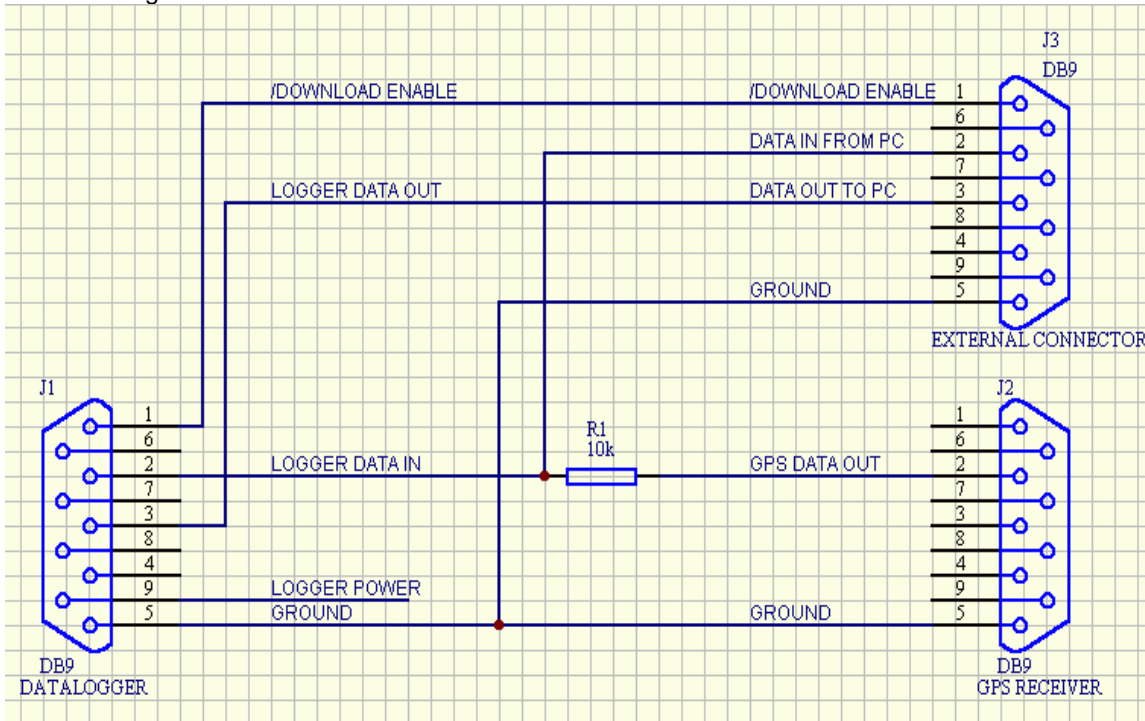 J3
DB9
/DOWNLOAD ENABLE /DOWNLOAD ENABLE 1
6
DATA IN FROM PC 2
7
LOGGER DATA OUT DATA OUT TO PC 3
8
4
9
GROUND 5
EXTERNAL CONNECTOR
J1 J2
1 1
6 R1 6
10k
2 LOGGER DATA IN GPS DATA OUT 2
7 7
3 3
8 8
4 4
9 LOGGER POWER 9
5 GROUND GROUND 5
DB9 DB9
DATALOGGER GPS RECEIVER